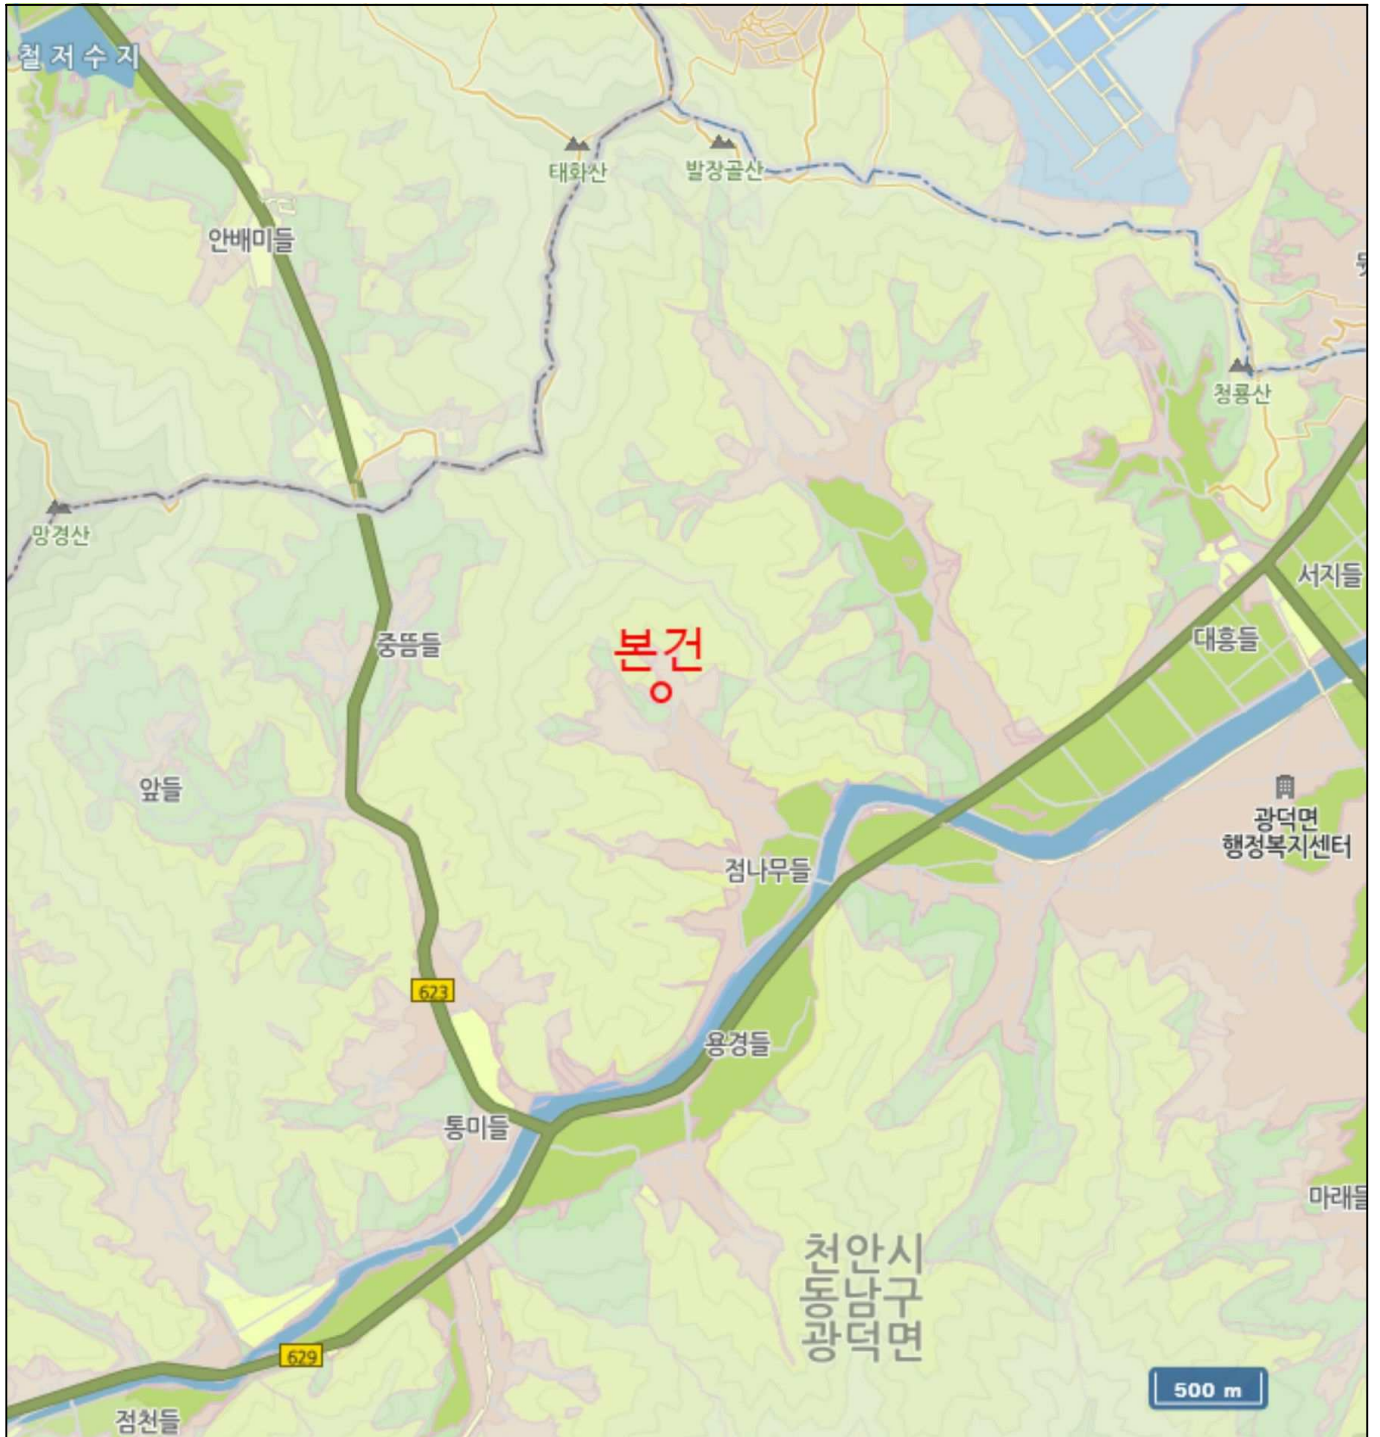 철 저 수 지
태화산
발장골산
안배미들
청룡산
망경산
서지들
중뜸들
본건
대흥들
앞들
광덕면
행정복지센터
점나무들
623
용경들
통미들
마래들
천안시
동남구
광덕면
629
500 m
점천들